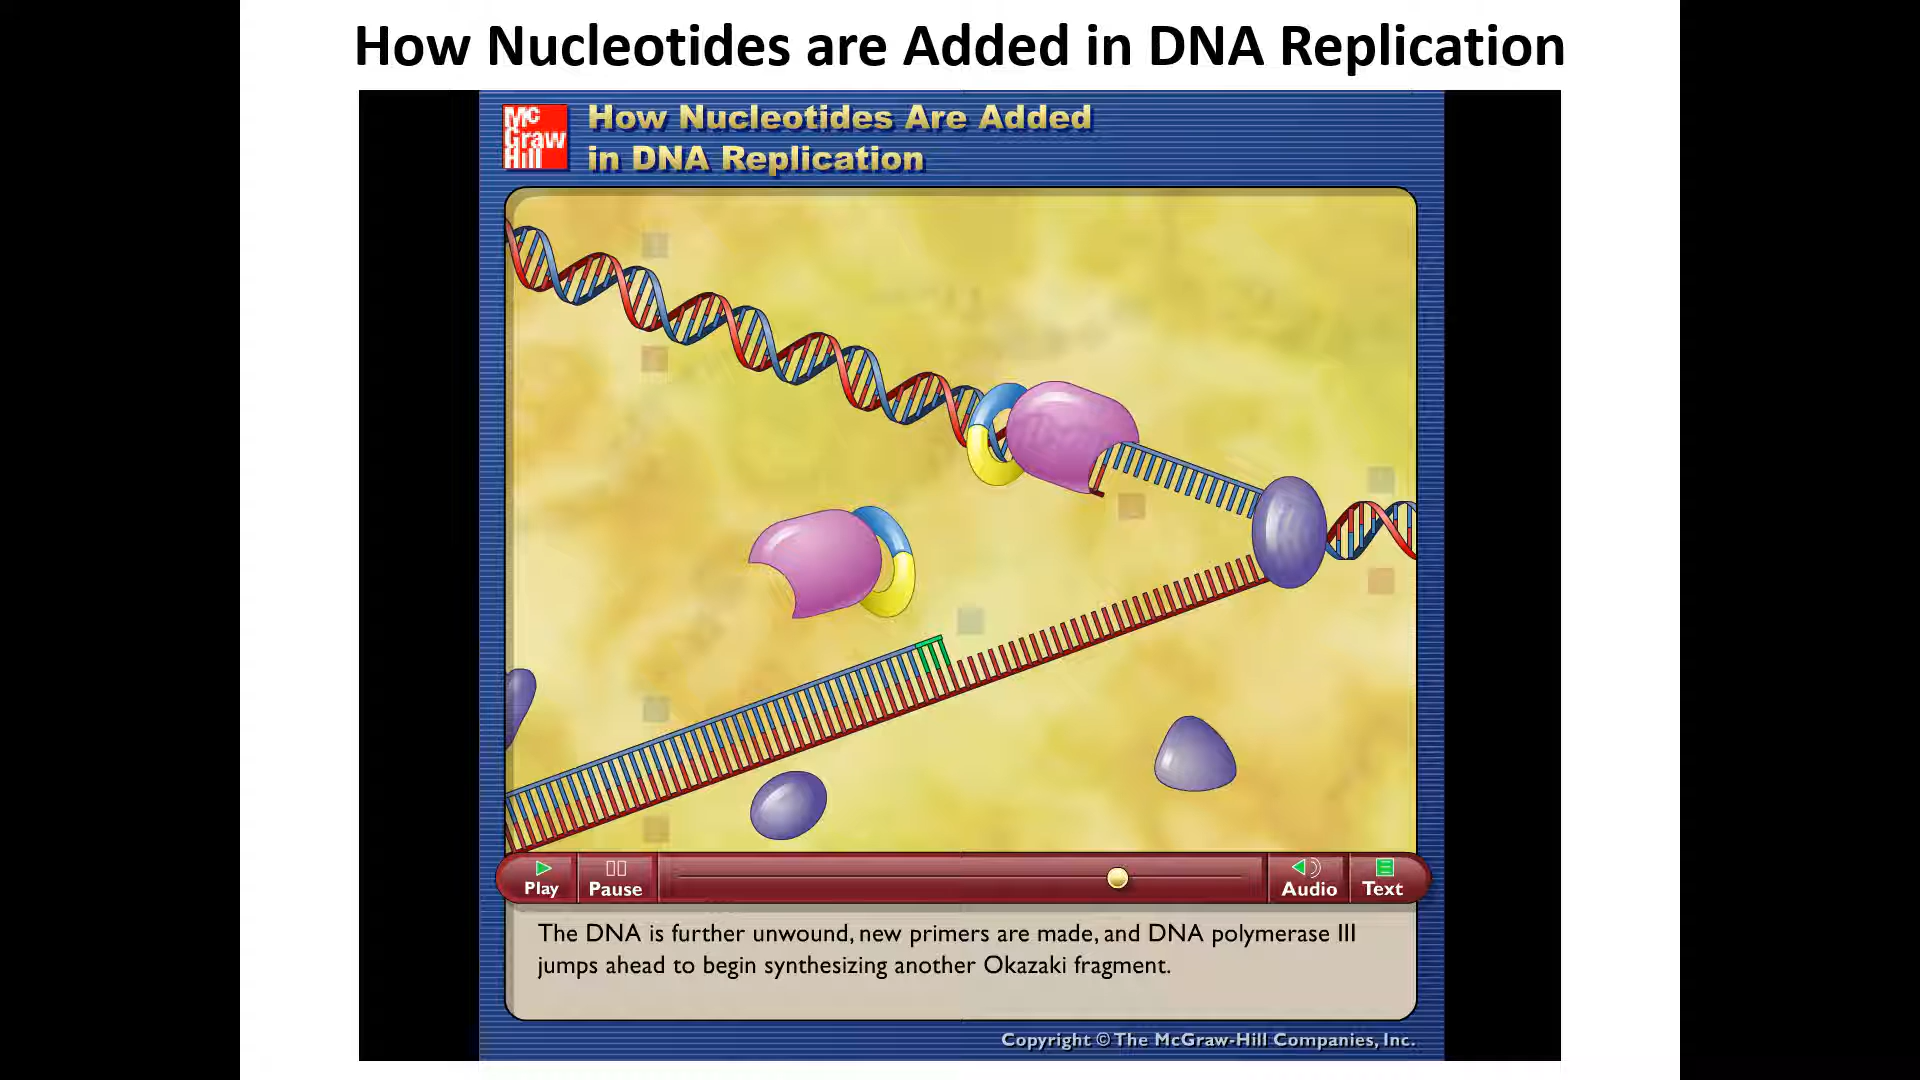 How Nucleotides are Added in DNA Replication
Mc
Graw
Hill
How Nucleotides Are Added
in DNA Replication
Play
Pause
Audio
Text
The DNA is further unwound, new primers are made, and DNA polymerase III
jumps ahead to begin synthesizing another Okazaki fragment.
Copyright © The McGraw-Hill Companies, Inc.